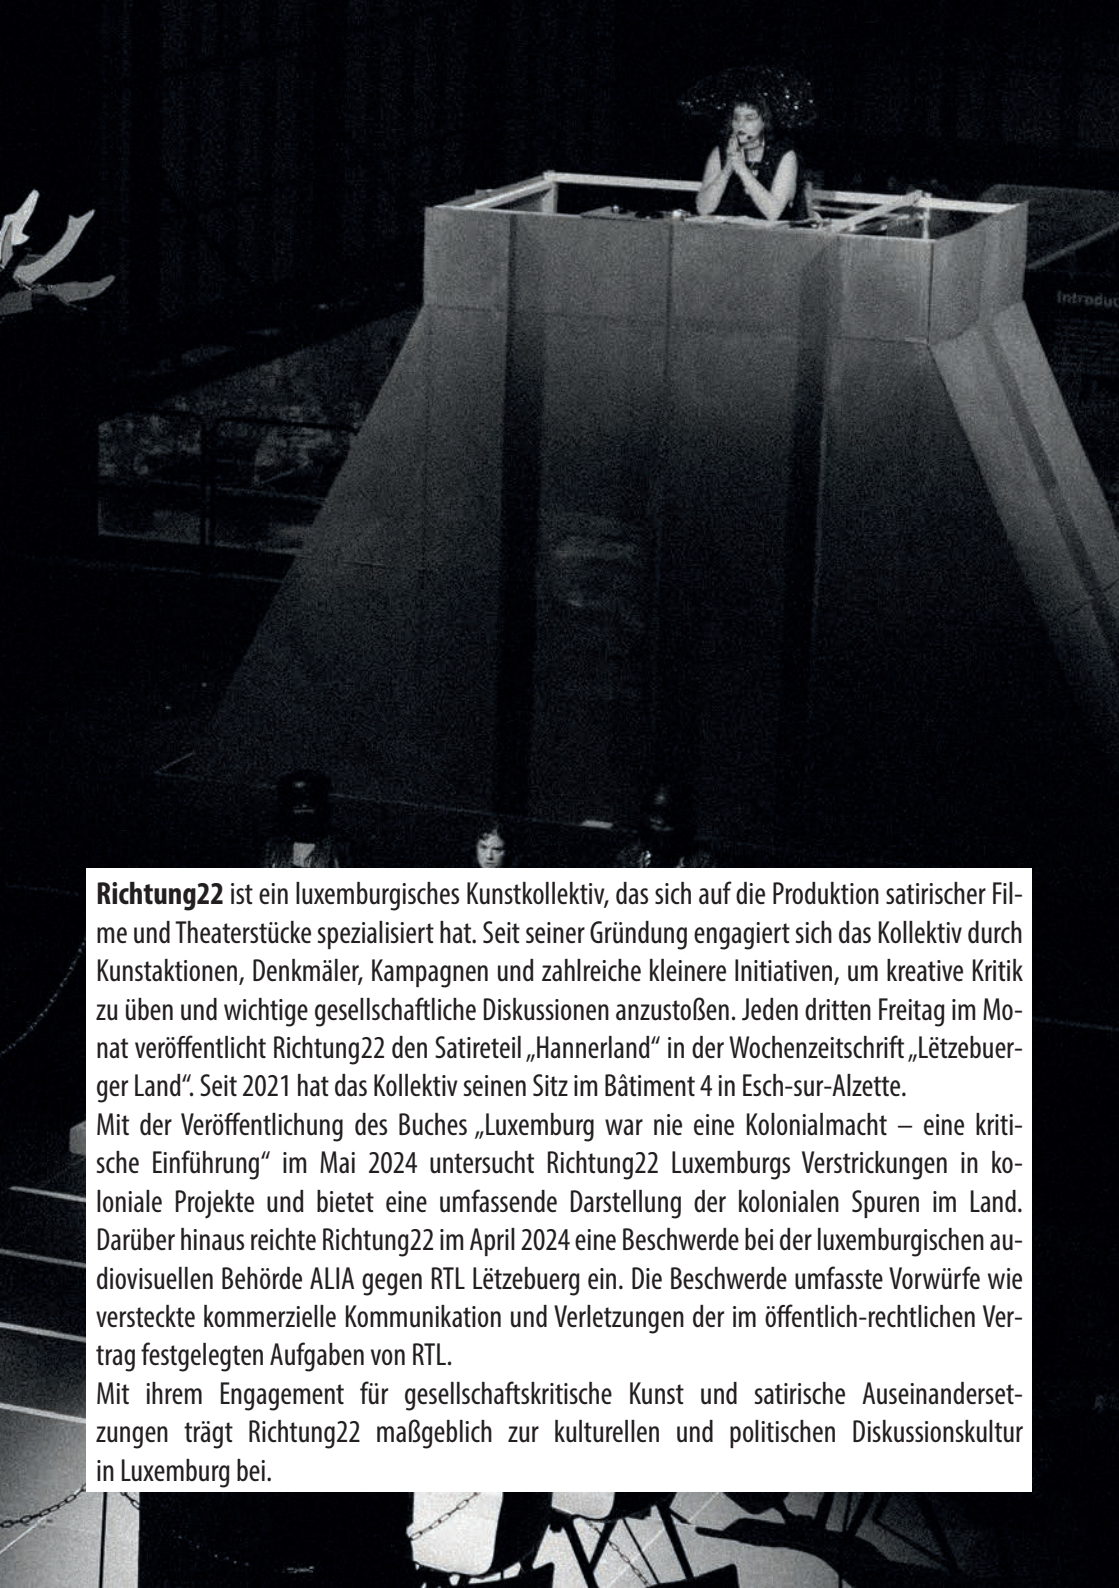 Introduc
Richtung22 ist ein luxemburgisches Kunstkollektiv, das sich auf die Produktion satirischer Fil-
me und Theaterstücke spezialisiert hat. Seit seiner Gründung engagiert sich das Kollektiv durch
Kunstaktionen, Denkmäler, Kampagnen und zahlreiche kleinere Initiativen, um kreative Kritik
zu üben und wichtige gesellschaftliche Diskussionen anzustoßen. Jeden dritten Freitag im Mo-
nat veröffentlicht Richtung22 den Satireteil „Hannerland“ in der Wochenzeitschrift „Lëtzebuer-
ger Land“. Seit 2021 hat das Kollektiv seinen Sitz im Bâtiment 4 in Esch-sur-Alzette.
Mit der Veröffentlichung des Buches „Luxemburg war nie eine Kolonialmacht – eine kriti-
sche Einführung“ im Mai 2024 untersucht Richtung22 Luxemburgs Verstrickungen in ko-
loniale Projekte und bietet eine umfassende Darstellung der kolonialen Spuren im Land.
Darüber hinaus reichte Richtung22 im April 2024 eine Beschwerde bei der luxemburgischen au-
diovisuellen Behörde ALIA gegen RTL Lëtzebuerg ein. Die Beschwerde umfasste Vorwürfe wie
versteckte kommerzielle Kommunikation und Verletzungen der im öffentlich-rechtlichen Ver-
trag festgelegten Aufgaben von RTL.
Mit ihrem Engagement für gesellschaftskritische Kunst und satirische Auseinanderset-
zungen trägt Richtung22 maßgeblich zur kulturellen und politischen Diskussionskultur
in Luxemburg bei.